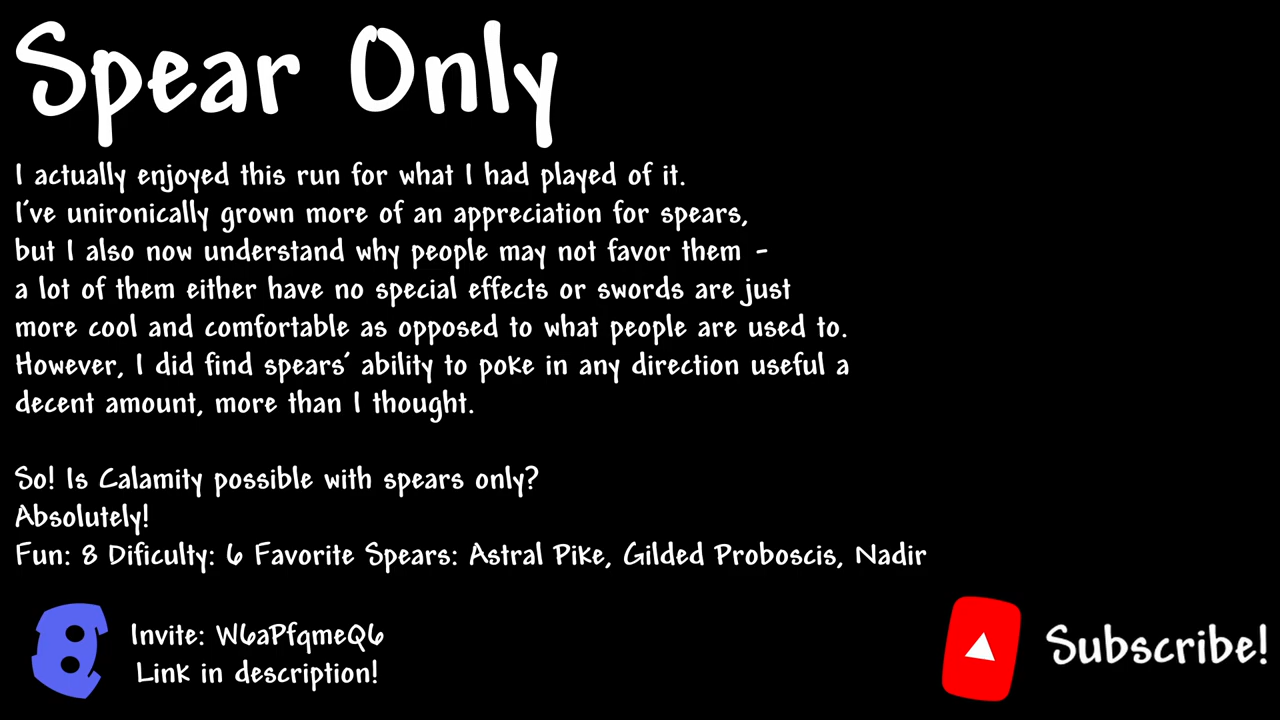 Spear Only
I actually enjoyed this run for what I had played of it.
I've unironically grown more of an appreciation for spears,
but I also now understand why people may not favor them -
a lot of them either have no special effects or swords are just
more cool and comfortable as opposed to what people are used to.
However, I did find spears' ability to poke in any direction useful a
decent amount, more than I thought.
So! Is Calamity possible with spears only?
Absolutely!
Fun: 8 Dificulty: 6 Favorite Spears: Astral Pike, Gilded Proboscis, Nadir
Invite: W6aPfqmeQ6
Link in description!
Subscribe!